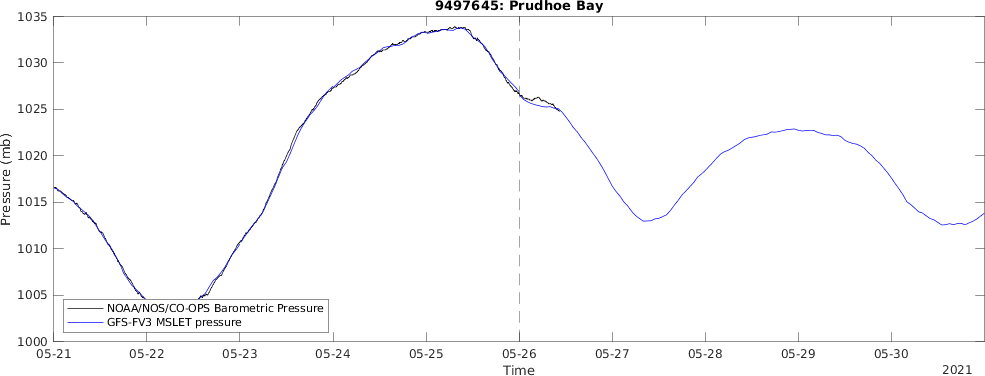 9497645: Prudhoe Bay
1035
1030
1025
1020
1015
1010
1005
1000
Pressure (mb)
NOAA/NOS/CO-OPS Barometric Pressure
GFS-FV3 MSLET pressure
05-21 05-22 05-23 05-24 05-25 05-26 05-27 05-28 05-29 05-30
Time
2021